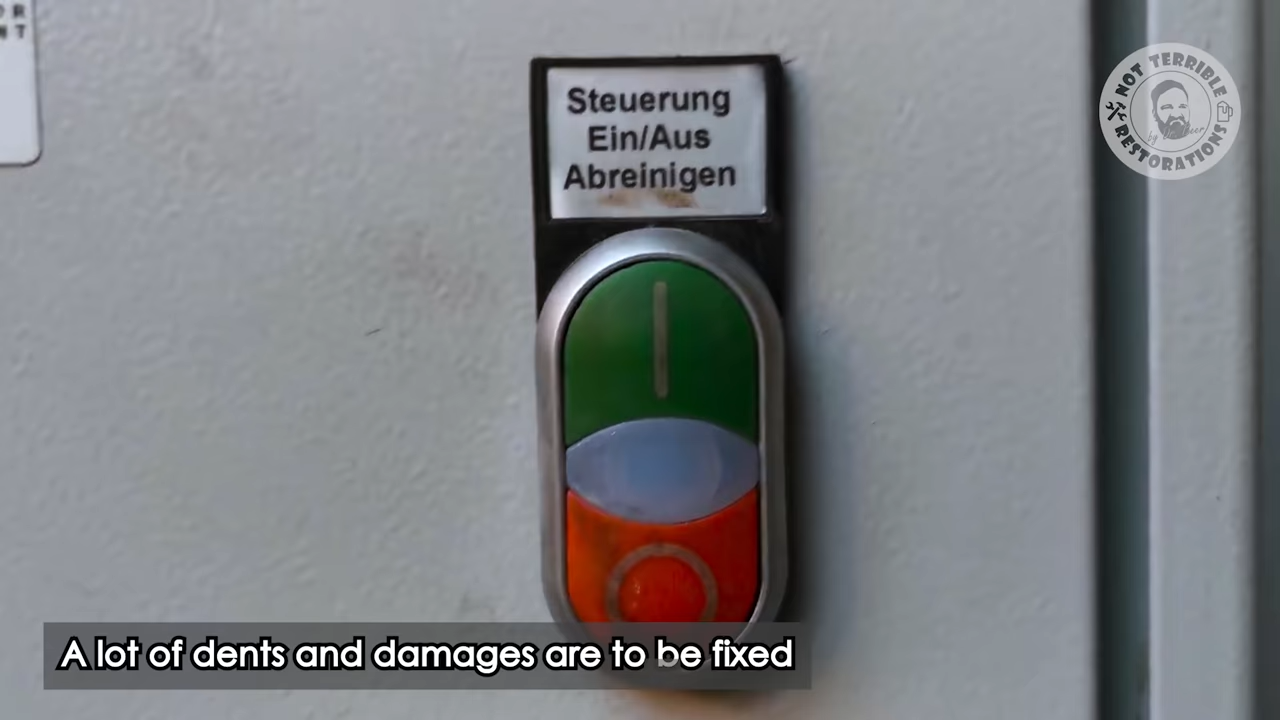 Steuerung
Ein/Aus
Abreinigen
NOT TERRIBLE
RESTORATIONS
A lot of dents and damages are to be fixed